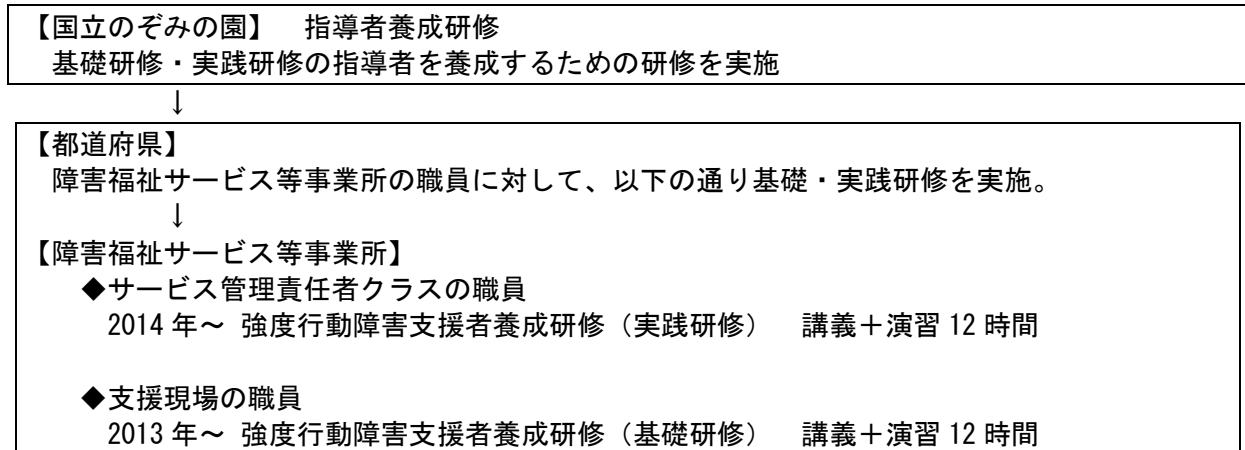 【国立のぞみの園】　指導者養成研修
基礎研修・実践研修の指導者を養成するための研修を実施
↓
【都道府県】
障害福祉サービス等事業所の職員に対して、以下の通り基礎・実践研修を実施。
↓
【障害福祉サービス等事業所】
◆サービス管理責任者クラスの職員
2014 年～ 強度行動障害支援者養成研修（実践研修）　講義＋演習 12 時間
◆支援現場の職員
2013 年～ 強度行動障害支援者養成研修（基礎研修）　講義＋演習 12 時間